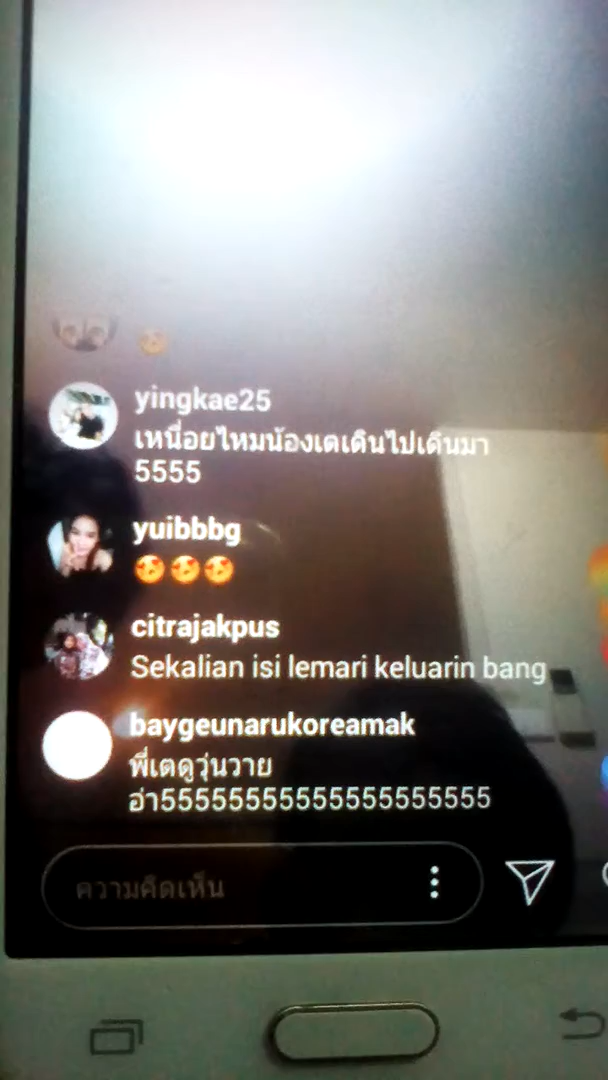 yingkae25
เหนื่อยไหมน้องเตเดินไปเดินมา
5555
yuibbbg
citrajakpus
Sekalian isi lemari keluarin bang
baygeunarukoreamak
พี่เตดูวุ่นวาย
อ่า5555555555555555555555
ความคิดเห็น